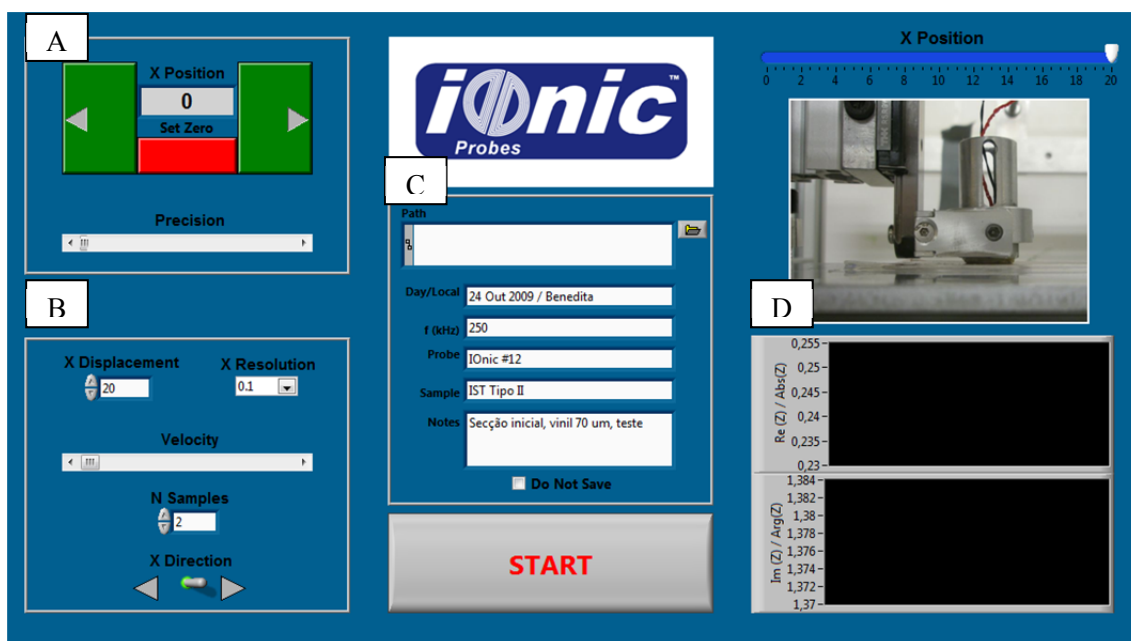 A
X Position
0
Set Zero
Precision
B
X Displacement
X Resolution
20
0.1
Velocity
N Samples
2
X Direction
iOnic™
Probes
C
Path
Day/Local 24 Out 2009 / Benedita
f (kHz) 250
Probe IOnic #12
Sample IST Tipo II
Notes Secção inicial, vinil 70 um, teste
Do Not Save
START
X Position
0 2 4 6 8 10 12 14 16 18 20
D
Re (Z) / Abs(Z)
0,255
0,25
0,245
0,24
0,235
0,23
Im (Z) / Arg(Z)
1,384
1,382
1,38
1,378
1,376
1,374
1,372
1,37